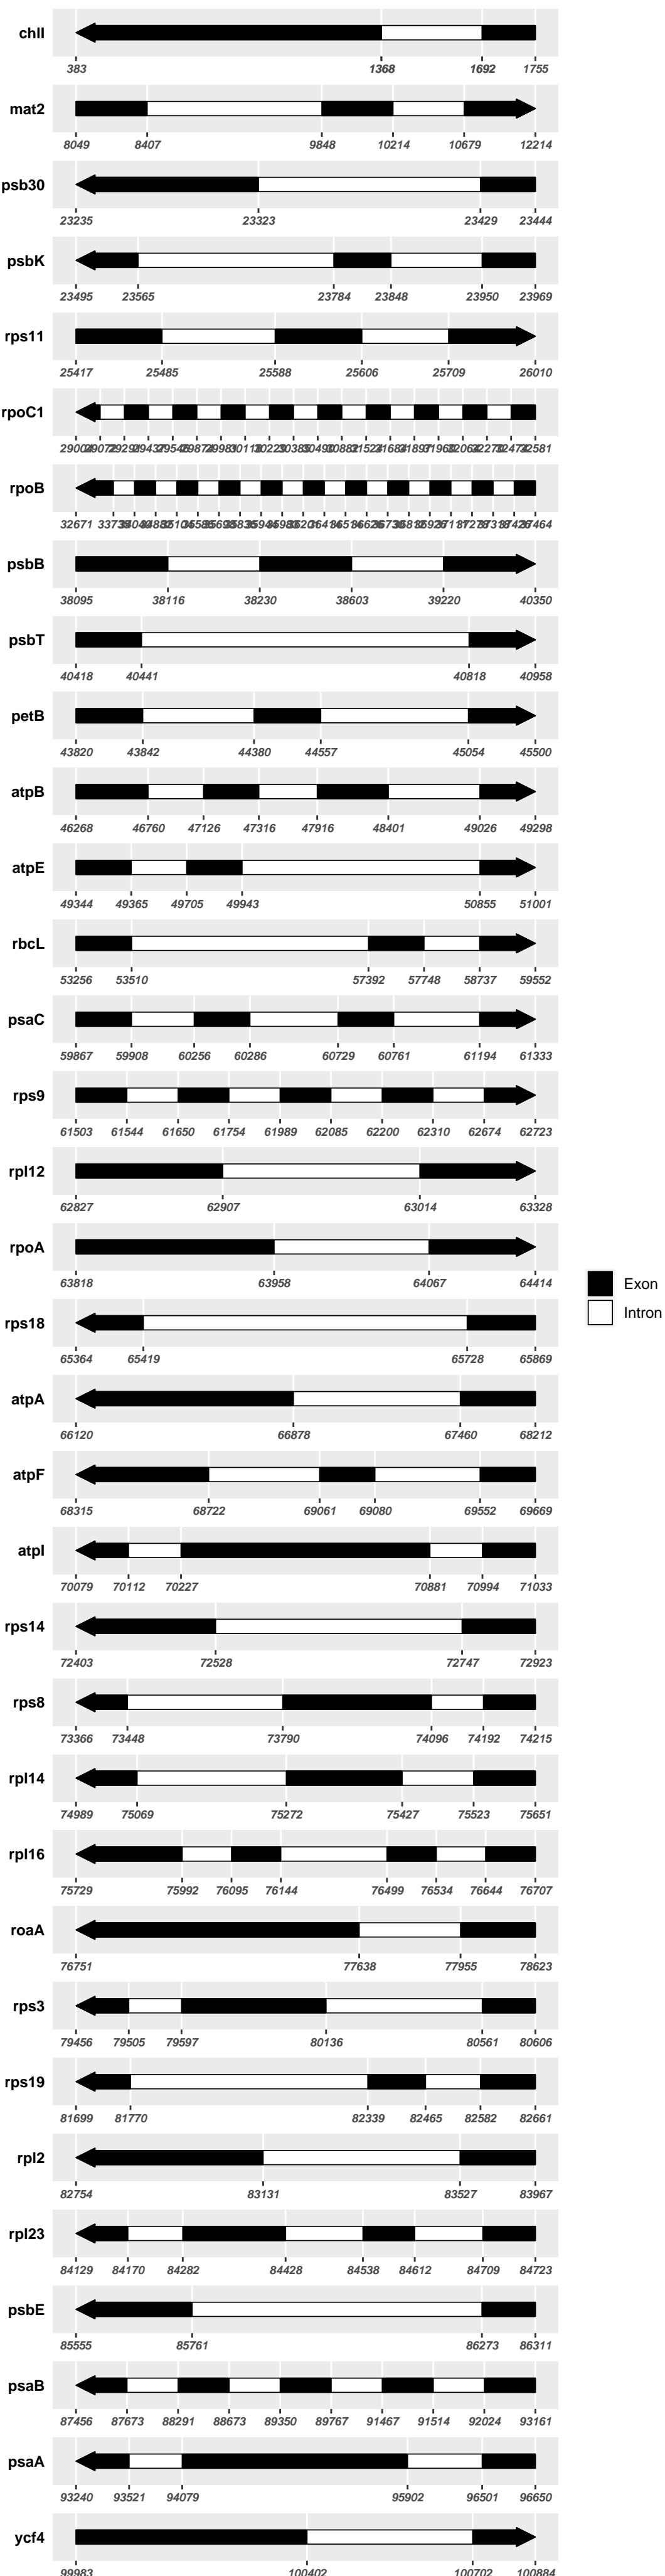 chlI
383 1368 1692 1755
mat2
8049 8407 9848 10214 10679 12214
psb30
23235 23323 23429 23444
psbK
23495 23565 23784 23848 23950 23969
rps11
25417 25485 25588 25606 25709 26010
rpoC1
32581
rpoB
32671
psbB
38095 38116 38230 38603 39220 40350
psbT
40418 40441 40818 40958
petB
43820 43842 44380 44557 45054 45500
atpB
46268 46760 47126 47316 47916 48401 49026 49298
atpE
49344 49365 49705 49943 50855 51001
rbcL
53256 53510 57392 57748 58737 59552
psaC
59867 59908 60256 60286 60729 60761 61194 61333
rps9
61503 61544 61650 61754 61989 62085 62200 62310 62674 62723
rpl12
62827 62907 63014 63328
rpoA
63818 63958 64067 64414
Exon
Intron
rps18
65364 65419 65728 65869
atpA
66120 66878 67460 68212
atpF
68315 68722 69061 69080 69552 69669
atpI
70079 70112 70227 70881 70994 71033
rps14
72403 72528 72747 72923
rps8
73366 73448 73790 74096 74192 74215
rpl14
74989 75069 75272 75427 75523 75651
rpl16
75729 75992 76095 76144 76499 76534 76644 76707
roaA
76751 77638 77955 78623
rps3
79456 79505 79597 80136 80561 80606
rps19
81699 81770 82339 82465 82582 82661
rpl2
82754 83131 83527 83967
rpl23
84129 84170 84282 84428 84538 84612 84709 84723
psbE
85555 85761 86273 86311
psaB
87456 87673 88291 88673 89350 89767 91467 91514 92024 93161
psaA
93240 93521 94079 95902 96501 96650
ycf4
99983 100402 100702 100884